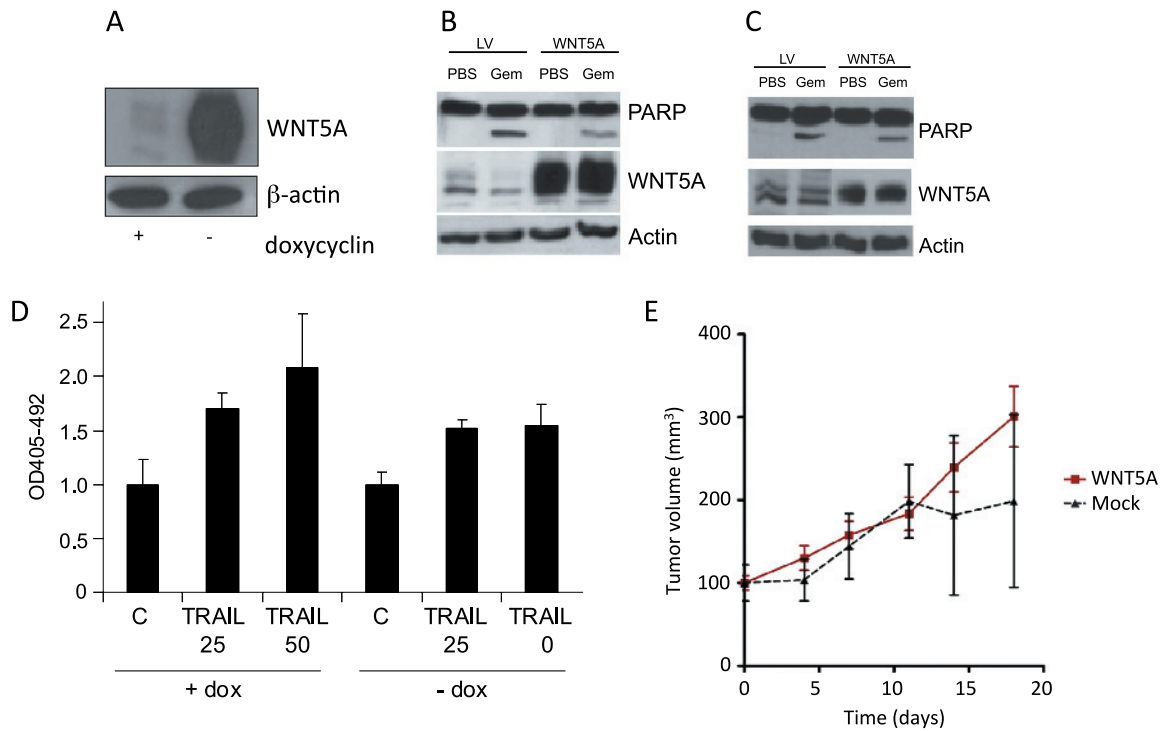 A
WNT5A
β-actin
+ -
doxycyclin
B
LV WNT5A
PBS Gem PBS Gem
PARP
WNT5A
Actin
C
LV WNT5A
PBS Gem PBS Gem
PARP
WNT5A
Actin
D
OD405-492
2.5
2.0
1.5
1.0
0.5
0
C TRAIL TRAIL C TRAIL TRAIL
25 50 25 0
+ dox - dox
E
Tumor volume (mm³)
400
300
200
100
0
0 5 10 15 20
Time (days)
WNT5A
Mock